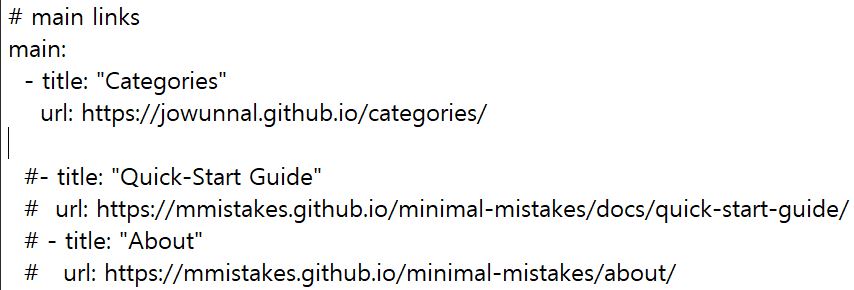 # main links
main:
  - title: "Categories"
    url: https://jowunnal.github.io/categories/

  #- title: "Quick-Start Guide"
  #  url: https://mmistakes.github.io/minimal-mistakes/docs/quick-start-guide/
  # - title: "About"
  #   url: https://mmistakes.github.io/minimal-mistakes/about/